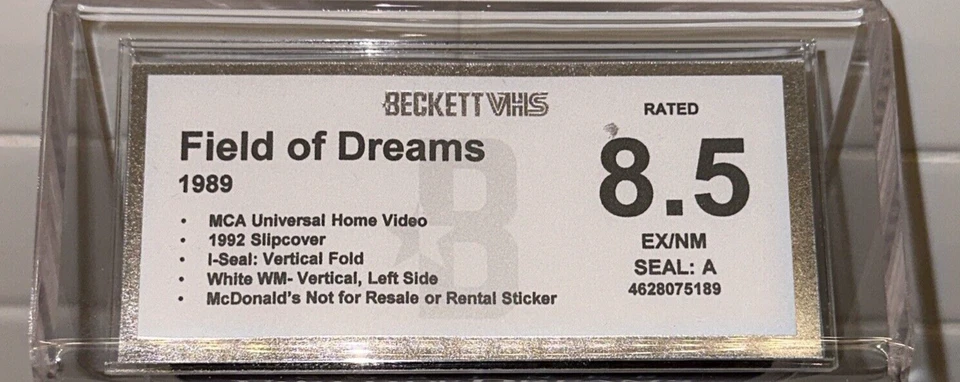 BECKETT VHS
Field of Dreams
1989
• MCA Universal Home Video
• 1992 Slipcover
• I-Seal: Vertical Fold
• White WM- Vertical, Left Side
• McDonald's Not for Resale or Rental Sticker
RATED
8.5
EX/NM
SEAL: A
4628075189
B